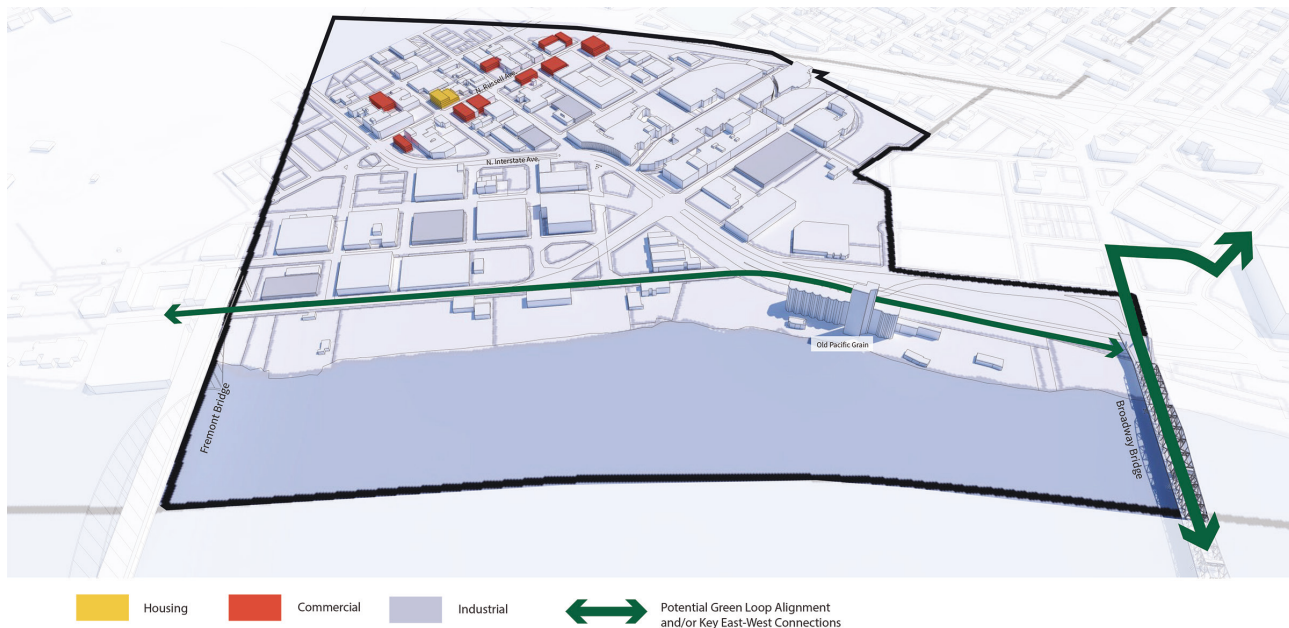 N. Russell Ave.
N. Interstate Ave.
Old Pacific Grain
Fremont Bridge
Broadway Bridge
Housing
Commercial
Industrial
Potential Green Loop Alignment
and/or Key East-West Connections